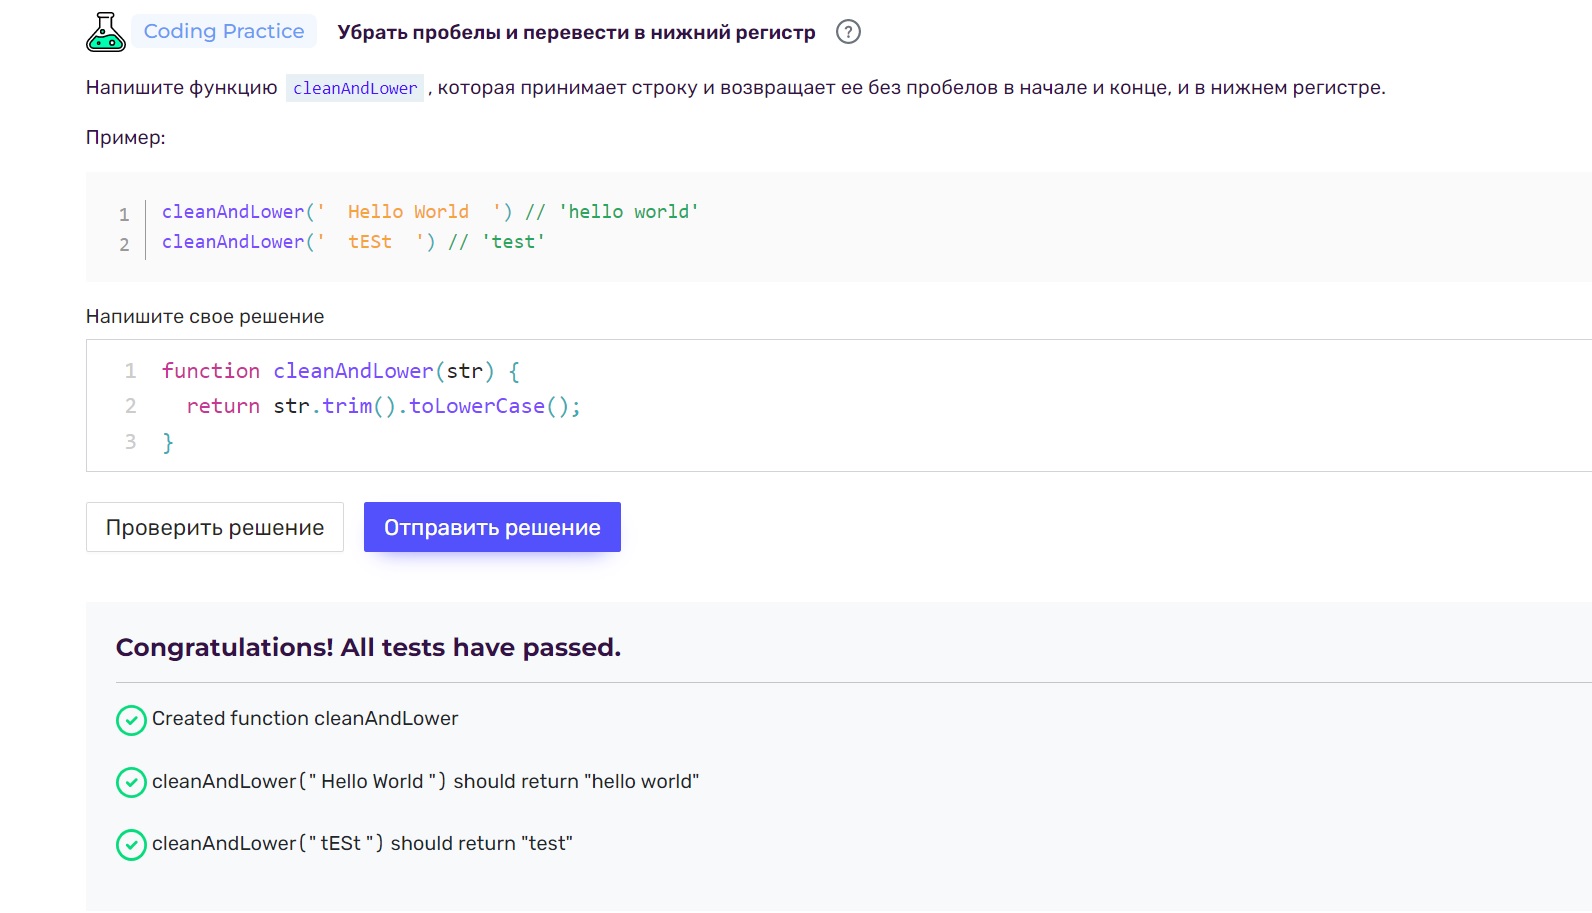 Coding Practice Убрать пробелы и перевести в нижний регистр ?
Напишите функцию cleanAndLower , которая принимает строку и возвращает ее без пробелов в начале и конце, и в нижнем регистре.
Пример:
1 cleanAndLower('  Hello World  ') // 'hello world'
2 cleanAndLower('  tESt  ') // 'test'
Напишите свое решение
1 function cleanAndLower(str) {
2   return str.trim().toLowerCase();
3 }
Проверить решение Отправить решение
Congratulations! All tests have passed.
Created function cleanAndLower
cleanAndLower(" Hello World ") should return "hello world"
cleanAndLower(" tESt ") should return "test"